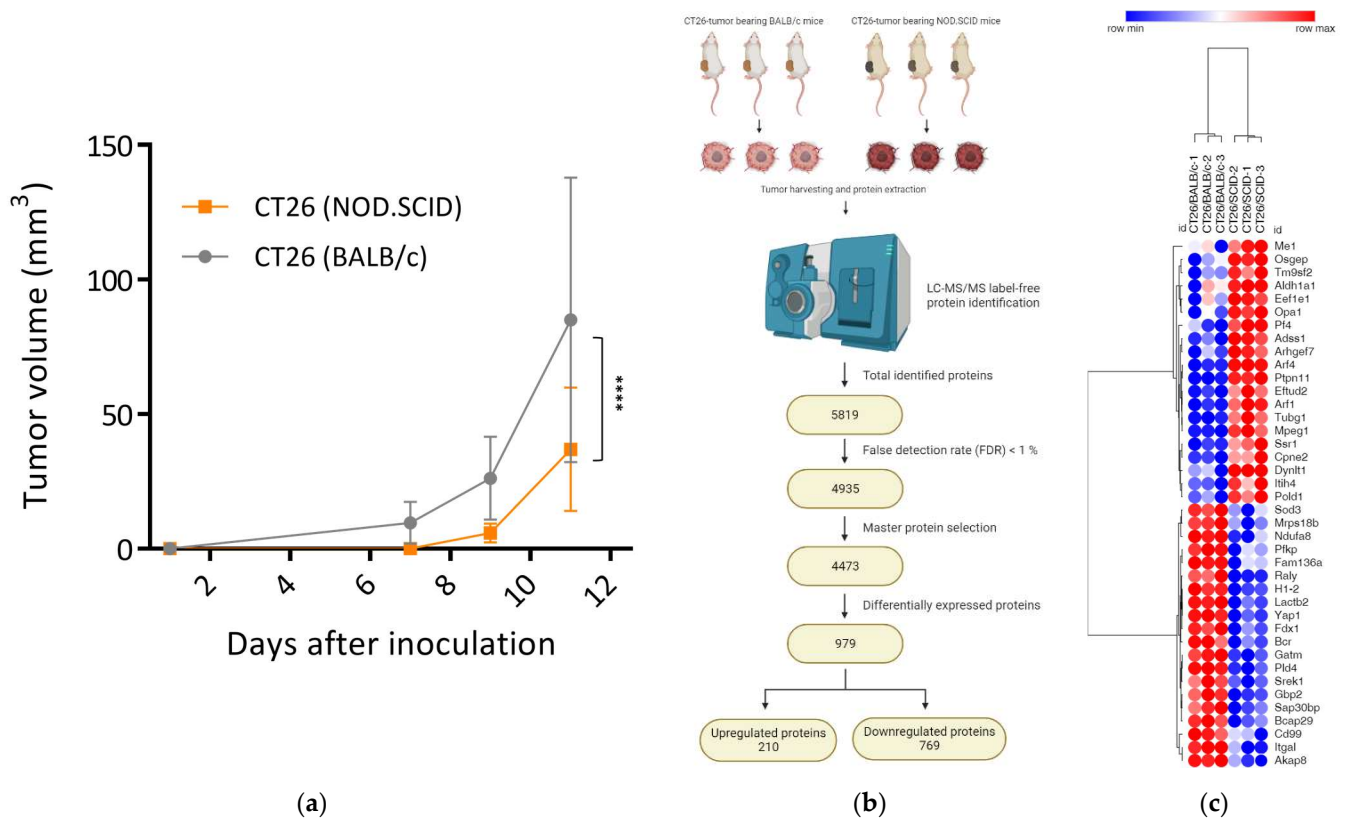 150
100
50
0
Tumor volume (mm3)
CT26 (NOD.SCID)
CT26 (BALB/c)
****
2
4
6
8
10
12
Days after inoculation
(a)
CT26-tumor bearing BALB/c mice
CT26-tumor bearing NOD.SCID mice
Tumor harvesting and protein extraction
LC-MS/MS label-free
protein identification
Total identified proteins
5819
False detection rate (FDR) < 1 %
4935
Master protein selection
4473
Differentially expressed proteins
979
Upregulated proteins
210
Downregulated proteins
769
(b)
row min
row max
CT26/BALB/c-1
CT26/BALB/c-2
CT26/BALB/c-3
CT26/SCID-2
CT26/SCID-1
CT26/SCID-3
id
id
Me1
Osgep
Tm9sf2
Aldh1a1
Eef1e1
Opa1
Pf4
Adss1
Arhgef7
Arf4
Ptpn11
Eftud2
Arf1
Tubg1
Mpeg1
Ssr1
Cpne2
Dynlt1
Itih4
Pold1
Sod3
Mrps18b
Ndufa8
Pfkp
Fam136a
Raly
H1-2
Lactb2
Yap1
Fdx1
Bcr
Gatm
Pld4
Srek1
Gbp2
Sap30bp
Bcap29
Cd99
Itgal
Akap8
(c)